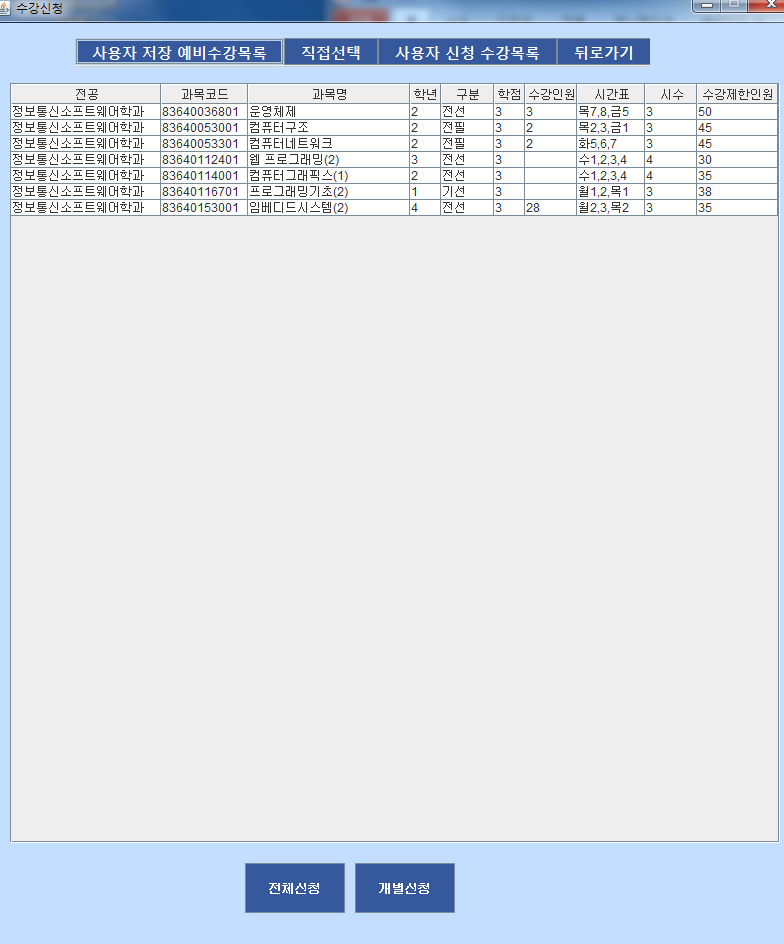 수강신청
사용자 저장 예비수강목록 직접선택 사용자 신청 수강목록 뒤로가기
전공 과목코드 과목명 학년 구분 학점 수강인원 시간표 시수 수강제한인원
정보통신소프트웨어학과 83640036801 운영체제 2 전선 3 3 목7,8,금5 3 50
정보통신소프트웨어학과 83640053001 컴퓨터구조 2 전필 3 2 목2,3,금1 3 45
정보통신소프트웨어학과 83640053301 컴퓨터네트워크 2 전필 3 2 화5,6,7 3 45
정보통신소프트웨어학과 83640112401 웹 프로그래밍(2) 3 전선 3 수1,2,3,4 4 30
정보통신소프트웨어학과 83640114001 컴퓨터그래픽스(1) 2 전선 3 수1,2,3,4 4 35
정보통신소프트웨어학과 83640116701 프로그래밍기초(2) 1 기선 3 월1,2,목1 3 38
정보통신소프트웨어학과 83640153001 임베디드시스템(2) 4 전선 3 28 월2,3,목2 3 35
전체신청 개별신청